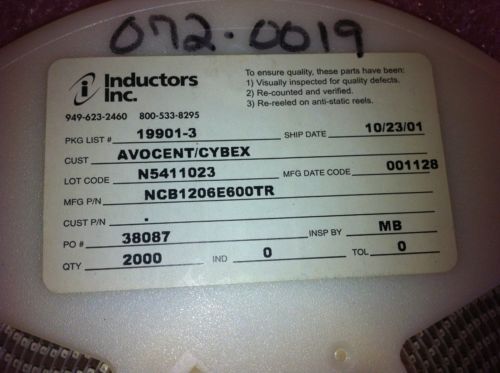 072-0019
i Inductors Inc.
949-623-2460 800-533-8295
To ensure quality, these parts have been:
1) Visually inspected for quality defects.
2) Re-counted and verified.
3) Re-reeled on anti-static reels.
PKG LIST # 19901-3 SHIP DATE 10/23/01
CUST AVOCENT/CYBEX
LOT CODE N5411023 MFG DATE CODE 001128
MFG P/N NCB1206E600TR
CUST P/N .
PO # 38087 INSP BY MB
QTY 2000 IND 0 TOL 0